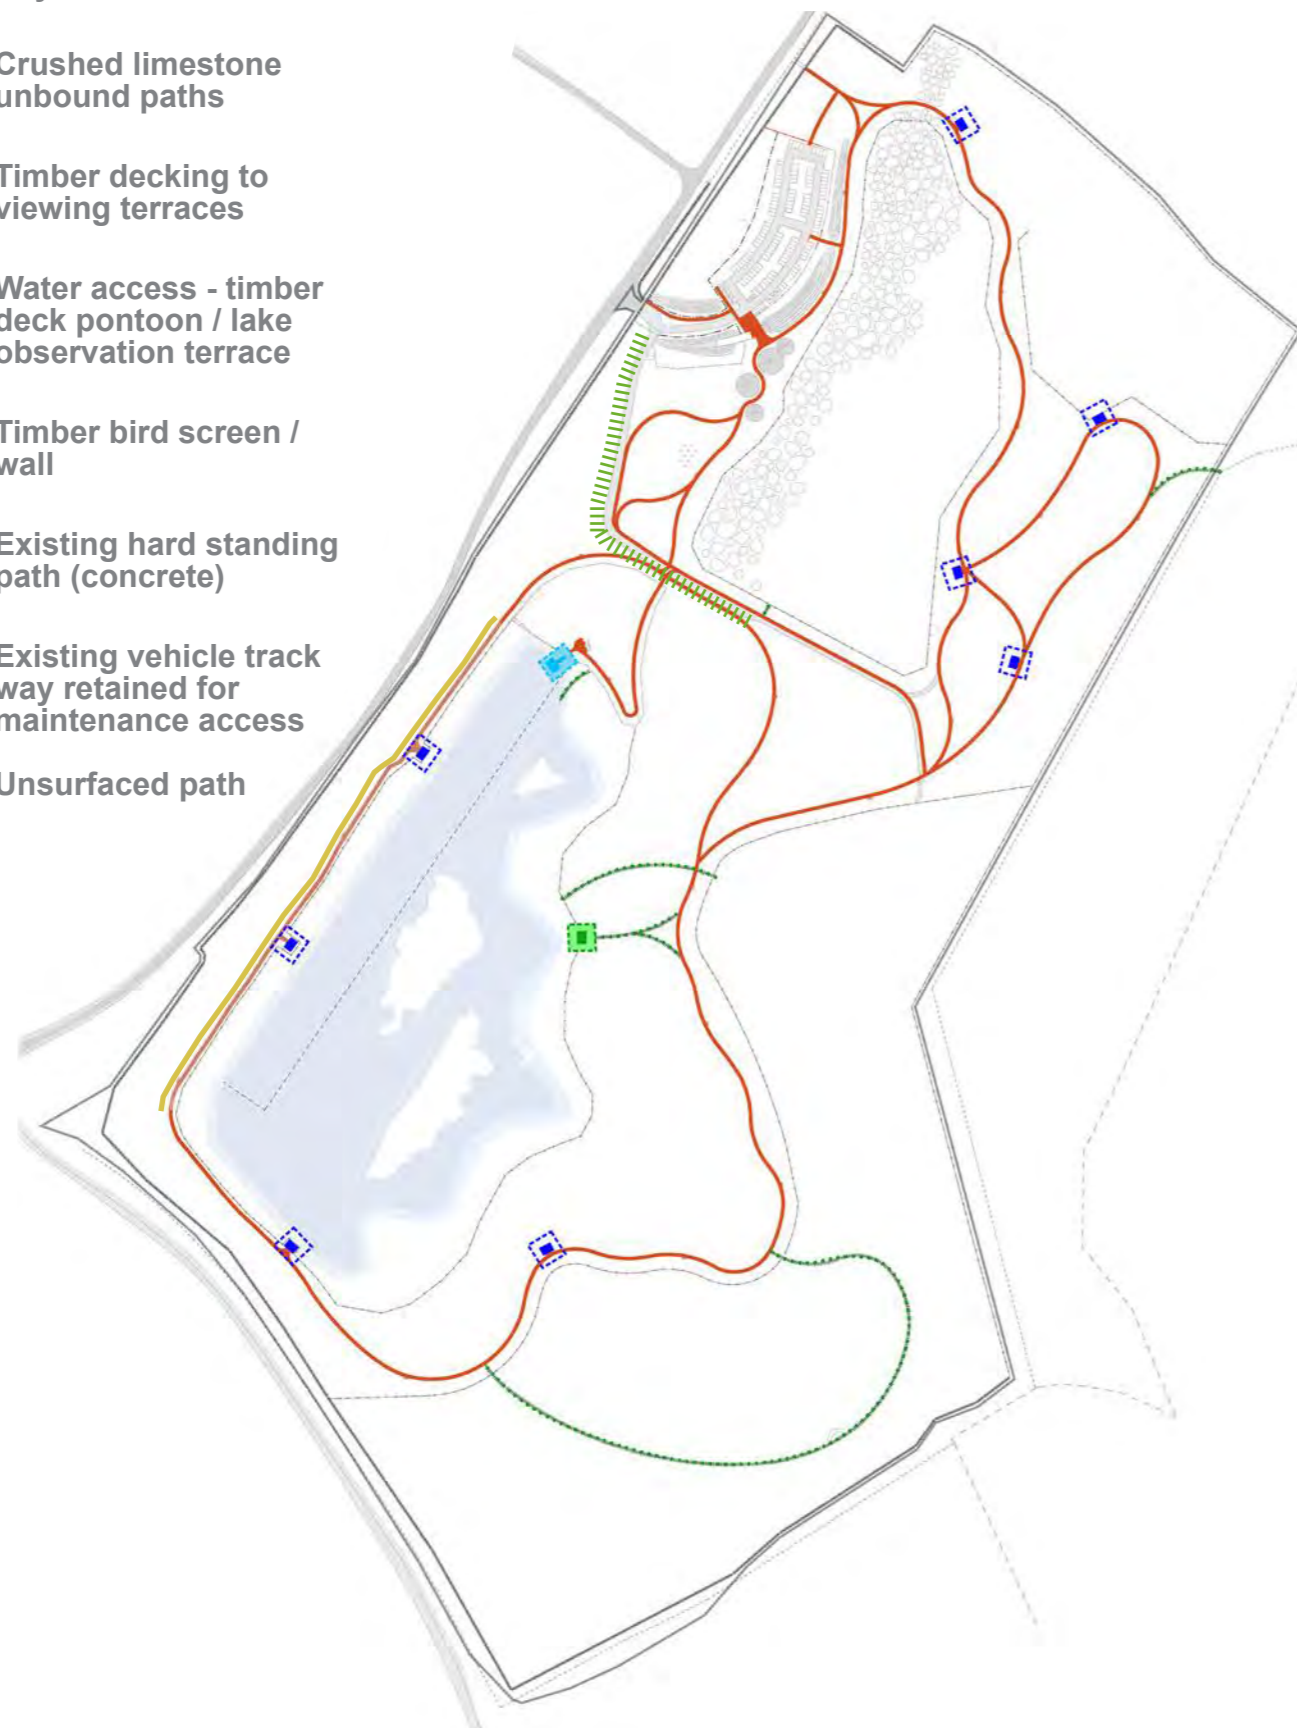 Crushed limestone
unbound paths
Timber decking to
viewing terraces
Water access - timber
deck pontoon / lake
observation terrace
Timber bird screen /
wall
Existing hard standing
path (concrete)
Existing vehicle track
way retained for
maintenance access
Unsurfaced path